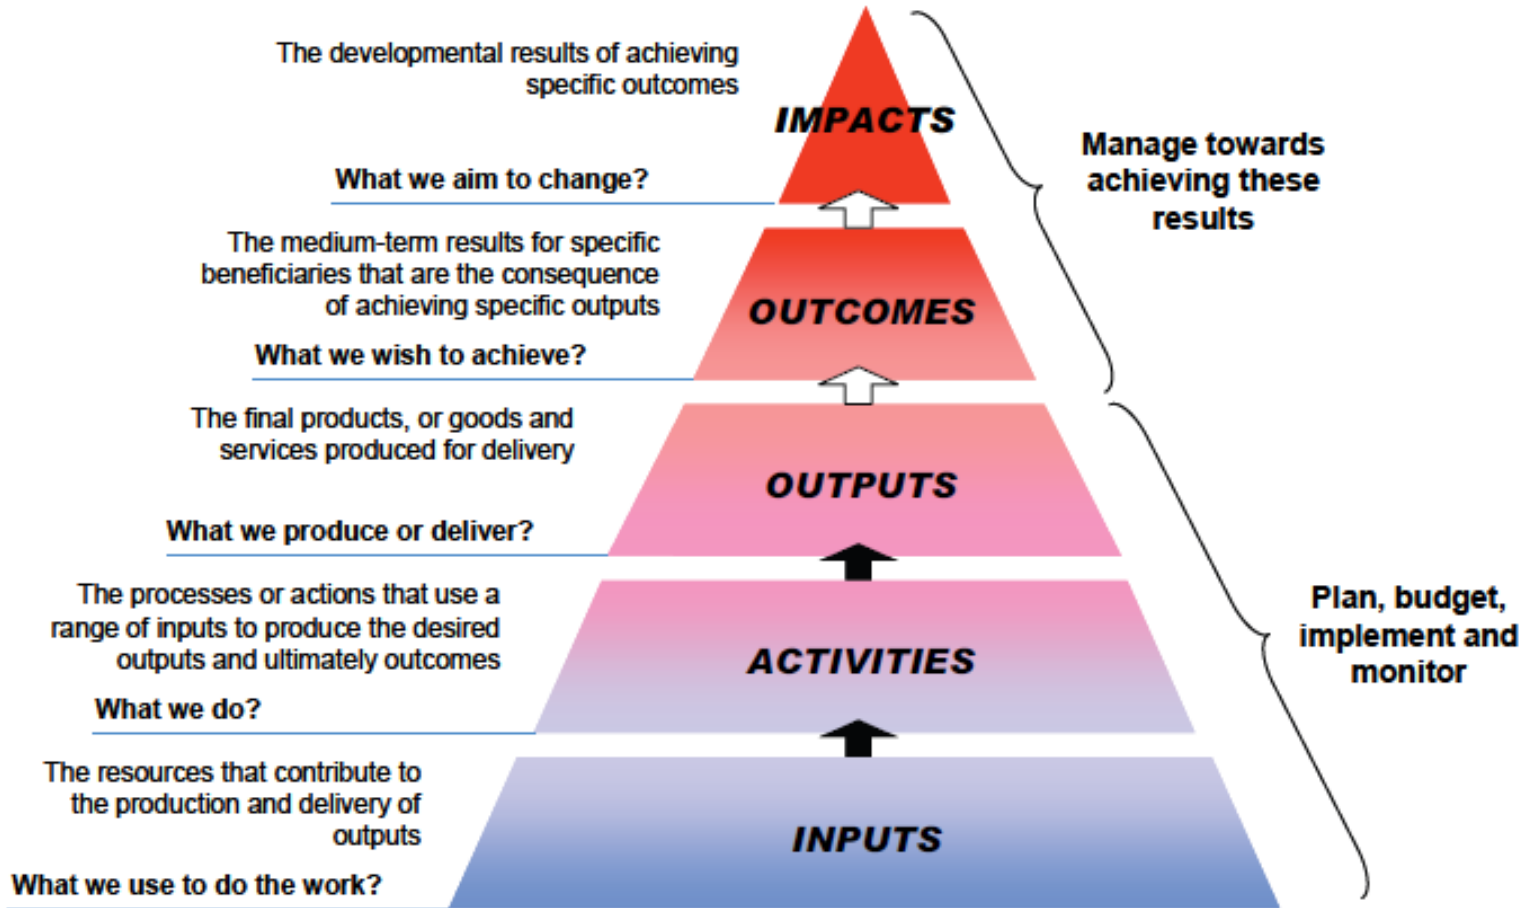 The developmental results of achieving
specific outcomes
IMPACTS
What we aim to change?
Manage towards
achieving these
results
The medium-term results for specific
beneficiaries that are the consequence
of achieving specific outputs
OUTCOMES
What we wish to achieve?
The final products, or goods and
services produced for delivery
OUTPUTS
What we produce or deliver?
The processes or actions that use a
range of inputs to produce the desired
outputs and ultimately outcomes
ACTIVITIES
What we do?
Plan, budget,
implement and
monitor
The resources that contribute to
the production and delivery of
outputs
INPUTS
What we use to do the work?